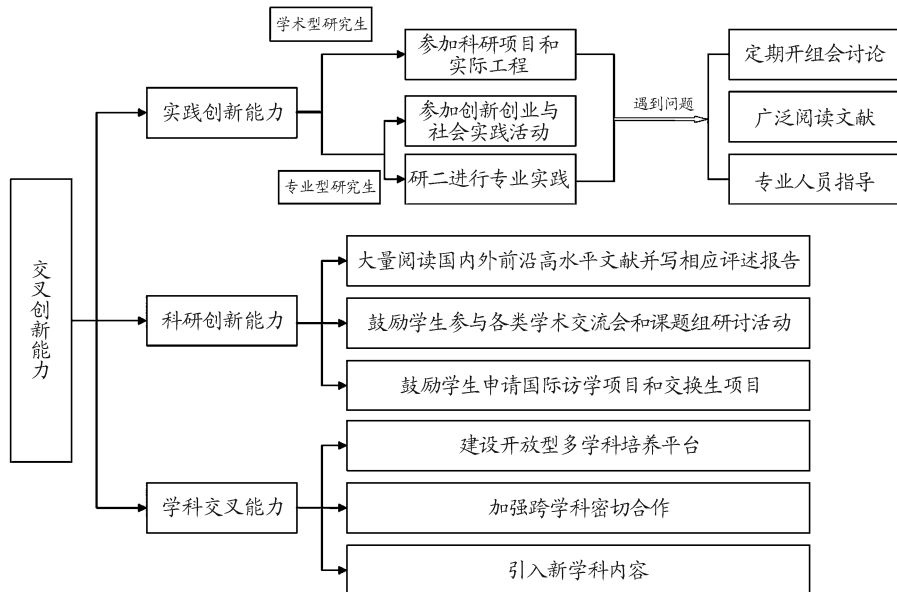 学术型研究生
参加科研项目和
实际工程
定期开组会讨论
实践创新能力
参加创新创业与
社会实践活动
遇到问题
广泛阅读文献
专业型研究生
研二进行专业实践
专业人员指导
交叉创新能力
大量阅读国内外前沿高水平文献并写相应评述报告
科研创新能力
鼓励学生参与各类学术交流会和课题组研讨活动
鼓励学生申请国际访学项目和交换生项目
建设开放型多学科培养平台
学科交叉能力
加强跨学科密切合作
引入新学科内容